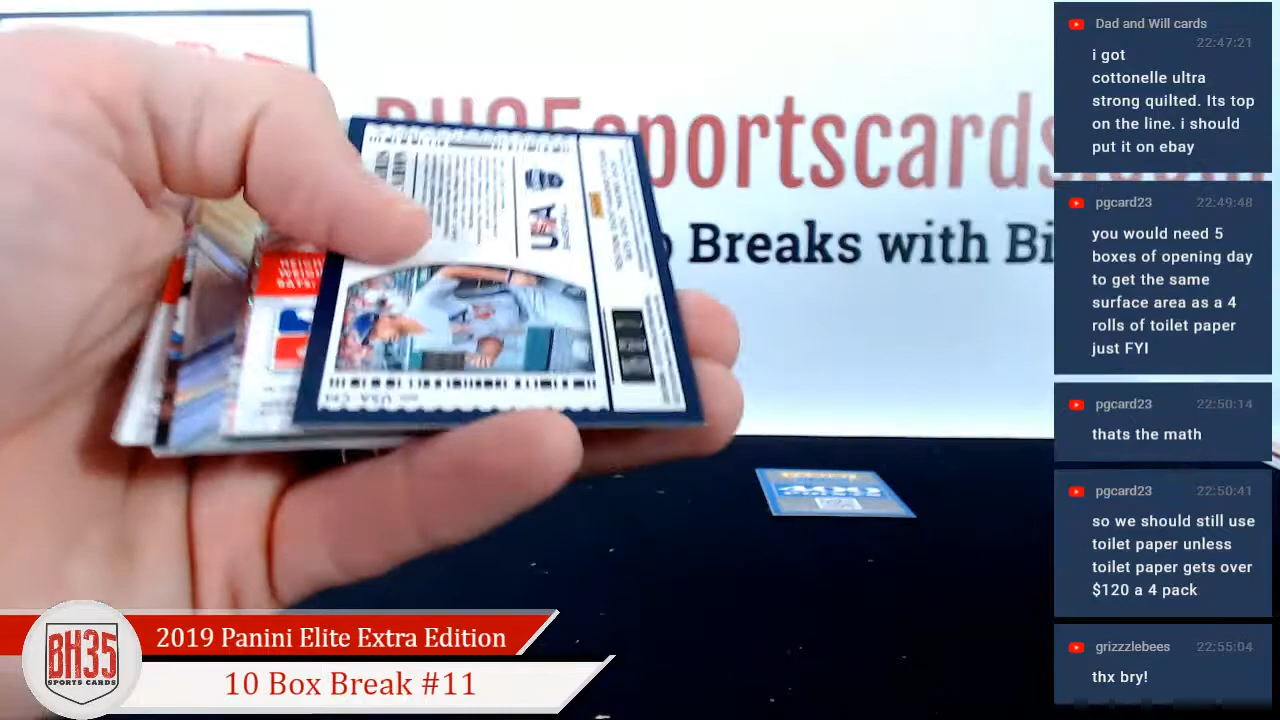 BH35sportscards.com
Breaks with Bi
USA
2019 Panini Elite Extra Edition
10 Box Break #11
BH35
SPORTS CARDS
Dad and Will cards
22:47:21
i got
cottonelle ultra
strong quilted. Its top
on the line. i should
put it on ebay
pgcard23 22:49:48
you would need 5
boxes of opening day
to get the same
surface area as a 4
rolls of toilet paper
just FYI
pgcard23 22:50:14
thats the math
pgcard23 22:50:41
so we should still use
toilet paper unless
toilet paper gets over
$120 a 4 pack
grizzzlebees 22:55:04
thx bry!